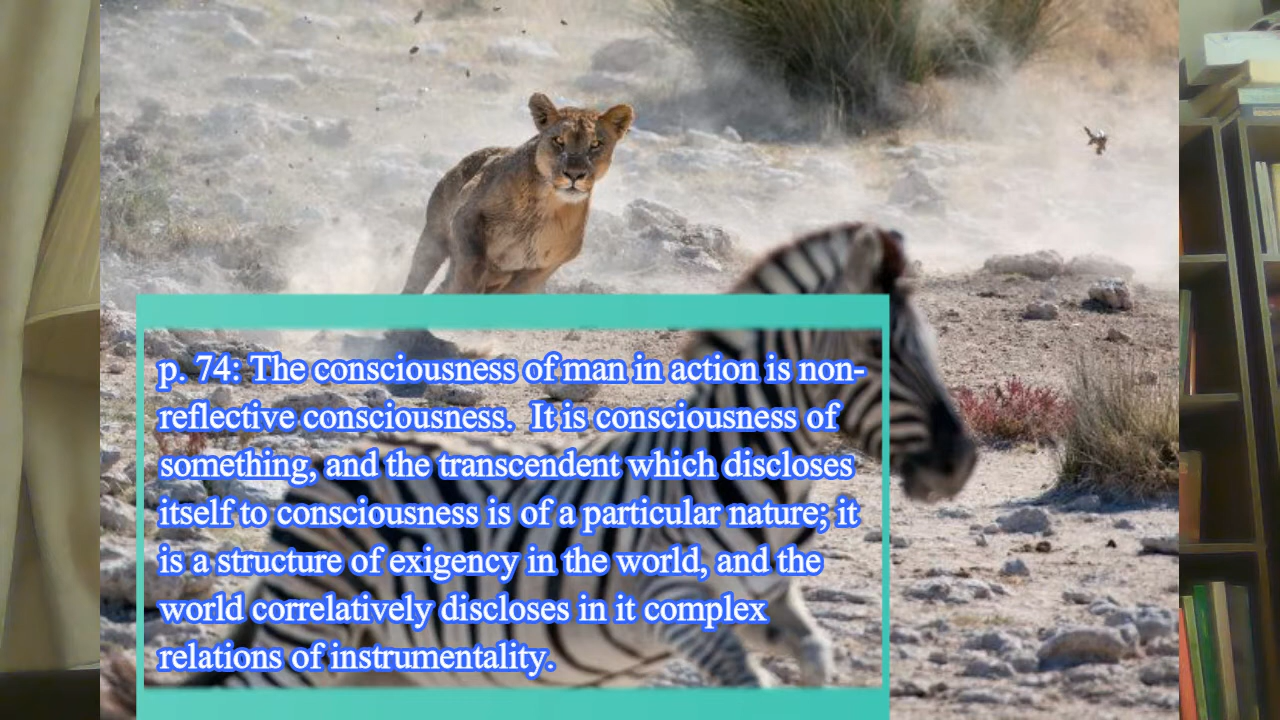 p. 74: The consciousness of man in action is non-
reflective consciousness.  It is consciousness of
something, and the transcendent which discloses
itself to consciousness is of a particular nature; it
is a structure of exigency in the world, and the
world correlatively discloses in it complex
relations of instrumentality.